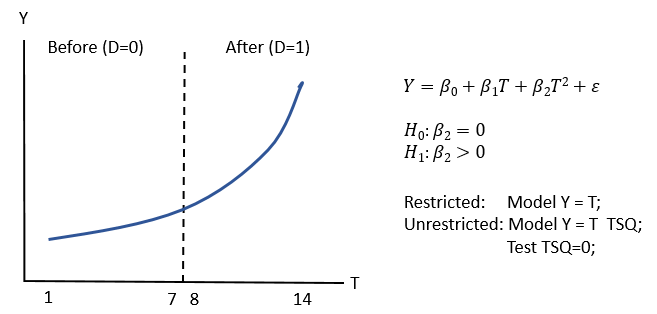 Y
Before (D=0)
After (D=1)
T
1
7
8
14
Y = β₀ + β₁T + β₂T² + ε
H₀: β₂ = 0
H₁: β₂ > 0
Restricted: Model Y = T;
Unrestricted: Model Y = T TSQ;
Test TSQ=0;